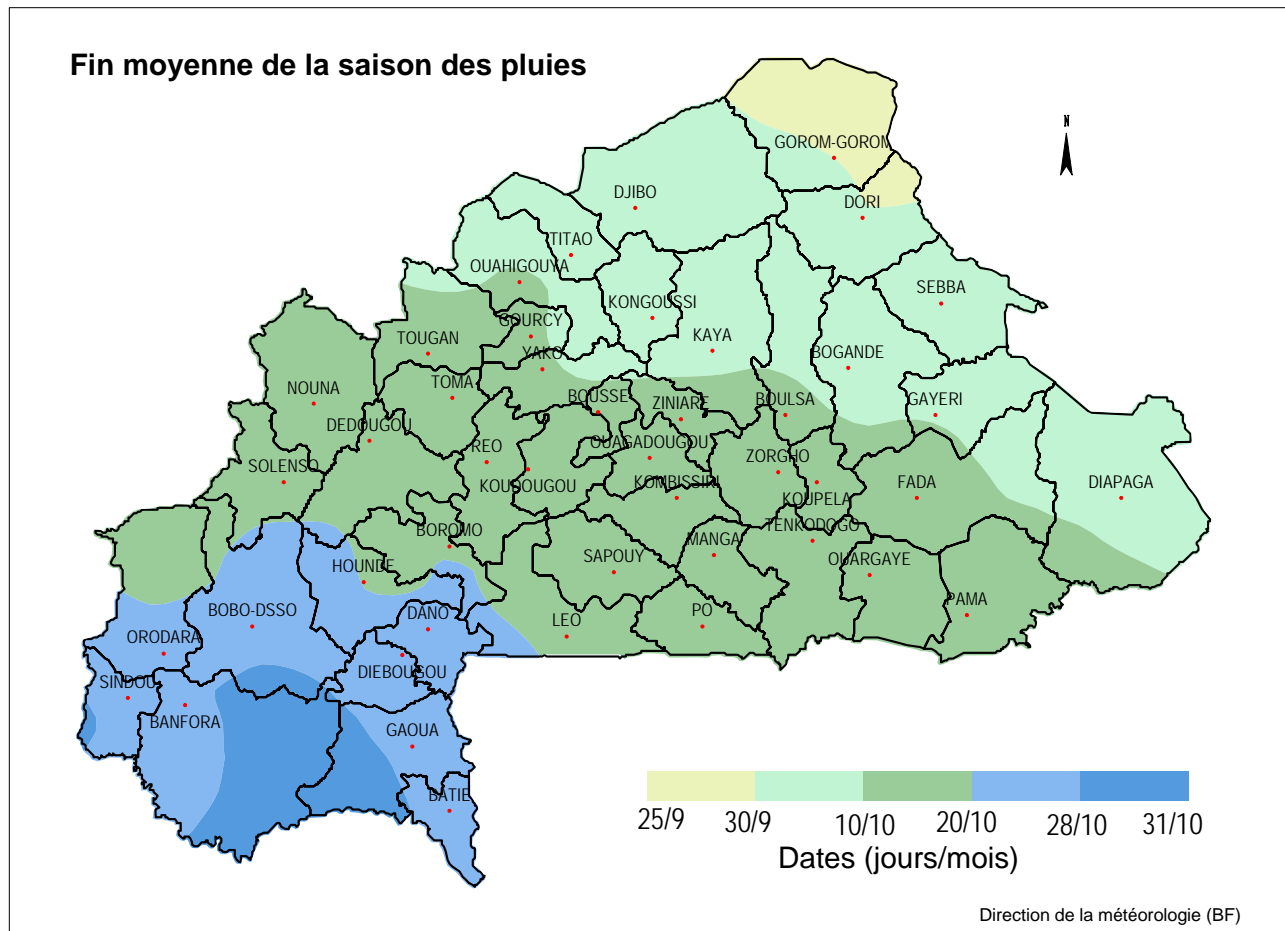 Fin moyenne de la saison des pluies
N
GOROM-GOROM
DJIBO
DORI
TITAO
OUAHIGOUYA
SEBBA
KONGOUSSI
GOURCY
TOUGAN
KAYA
YAKO
BOGANDE
NOUNA
TOMA
BOUSSE
ZINIARE
BOULSA
GAYERI
DEDOUGOU
OUAGADOUGOU
REO
ZORGHO
SOLENSO
KOUDOUGOU
KOMBISSIRI
KOUPELA
FADA
DIAPAGA
BOROMO
TENKODOGO
MANGA
HOUNDE
SAPOUY
OUARGAYE
BOBO-DSSO
DANO
LEO
PO
PAMA
ORODARA
DIEBOUGOU
SINDOU
BANFORA
GAOUA
BATIE
25/9 30/9 10/10 20/10 28/10 31/10
Dates (jours/mois)
Direction de la météorologie (BF)